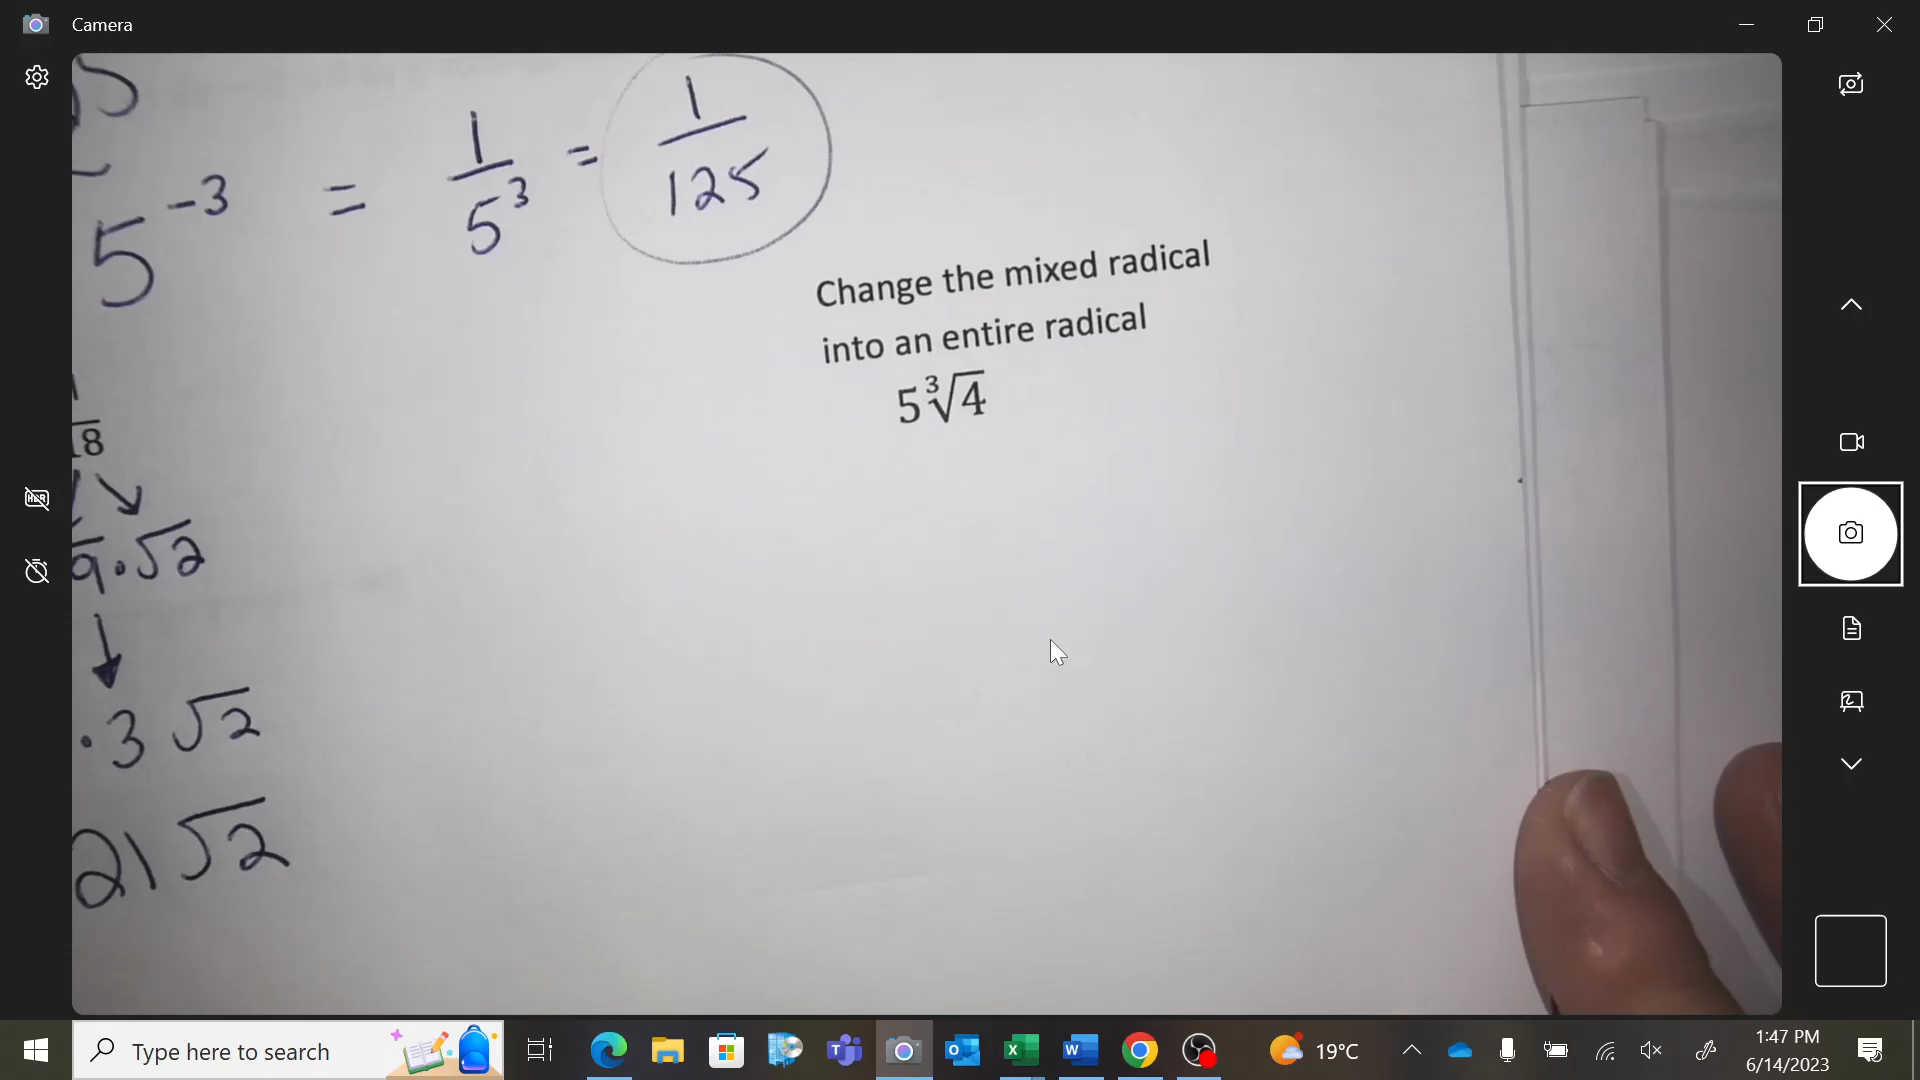 Camera
5^-3 = 1/5^3 = 1/125
Change the mixed radical
into an entire radical
5∛4
18
9·√2
·3√2
21√2
Type here to search
19°C
1:47 PM
6/14/2023